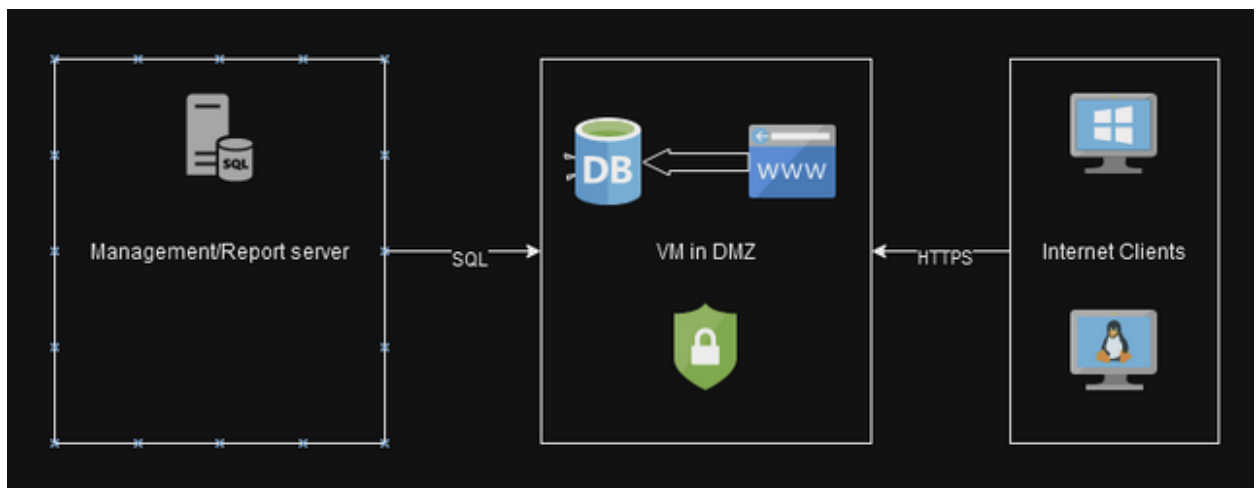 SQL
Management/Report server
SQL
DB
WWW
VM in DMZ
HTTPS
Internet Clients